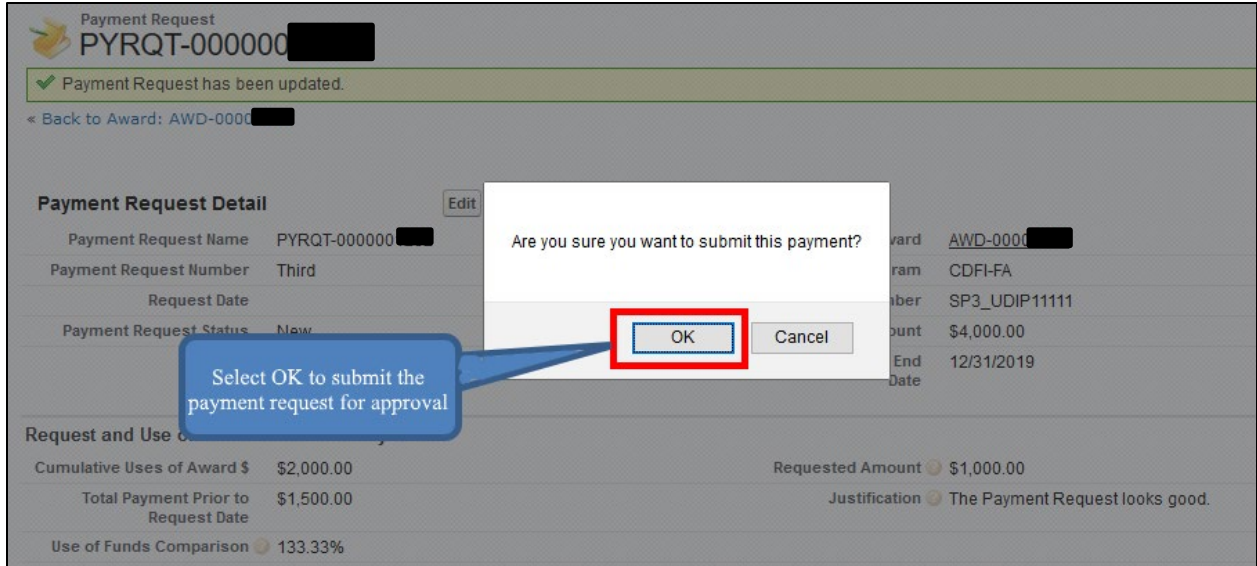 Payment Request
PYRQT-000000
Payment Request has been updated.
« Back to Award: AWD-0000
Payment Request Detail
Edit
Are you sure you want to submit this payment?
OK
Cancel
Payment Request Name PYRQT-000000
AWD-0000
Payment Request Number Third
CDFI-FA
Request Date
SP3_UDIP11111
Payment Request Status New
$4,000.00
End
Date
12/31/2019
Select OK to submit the
payment request for approval
Request and Use
Cumulative Uses of Award $ $2,000.00
Requested Amount $1,000.00
Total Payment Prior to
Request Date
$1,500.00
Justification The Payment Request looks good.
Use of Funds Comparison 133.33%